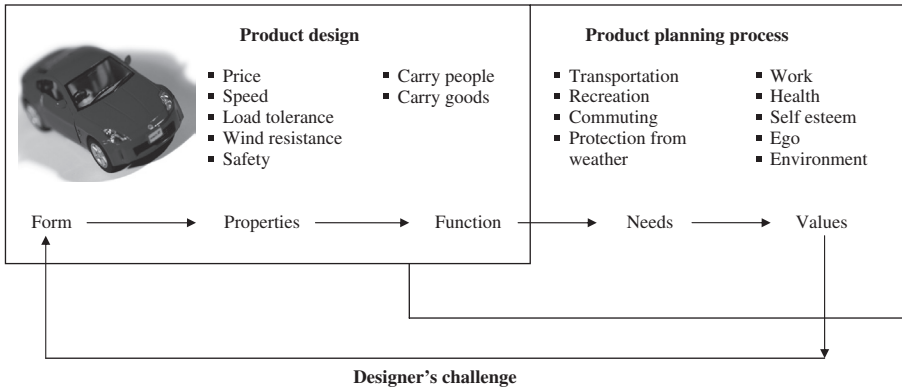 Product design
Product planning process
▪ Price
▪ Speed
▪ Load tolerance
▪ Wind resistance
▪ Safety
▪ Carry people
▪ Carry goods
▪ Transportation
▪ Recreation
▪ Commuting
▪ Protection from
weather
▪ Work
▪ Health
▪ Self esteem
▪ Ego
▪ Environment
Form
Properties
Function
Needs
Values
Designer’s challenge